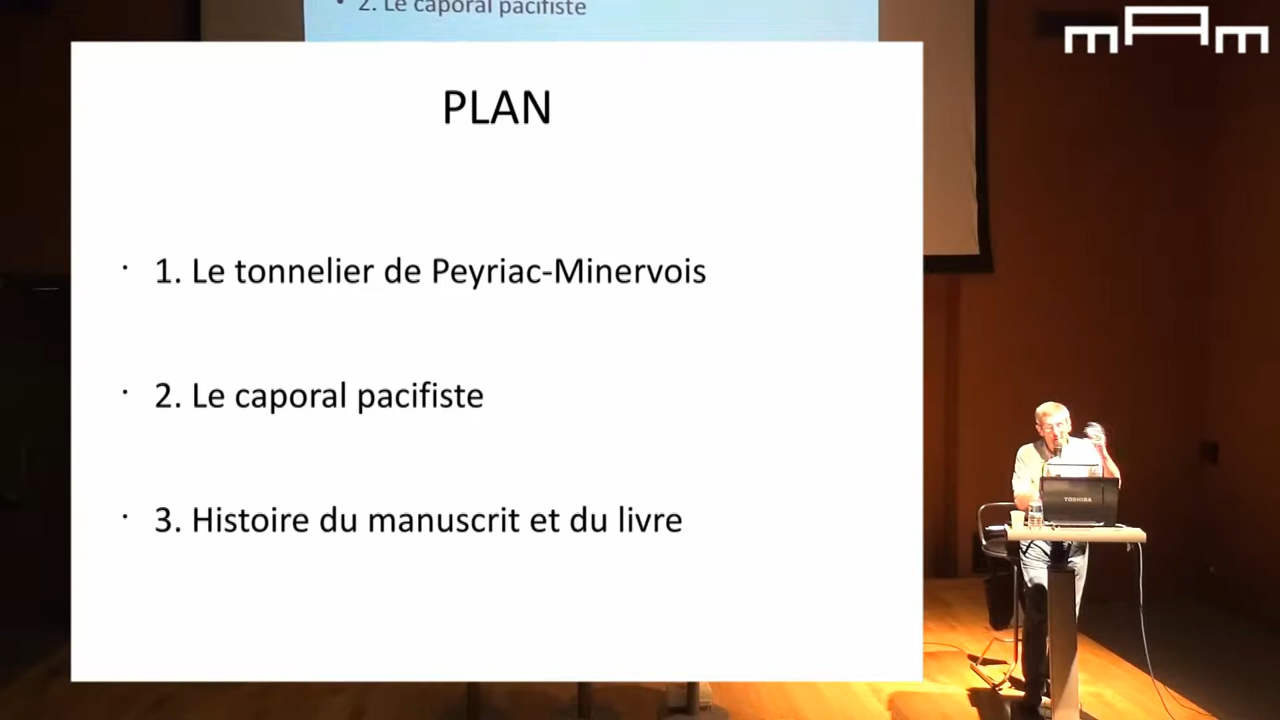 2. Le caporal pacifiste
mAm
PLAN
1. Le tonnelier de Peyriac-Minervois
2. Le caporal pacifiste
3. Histoire du manuscrit et du livre
TOSHIBA